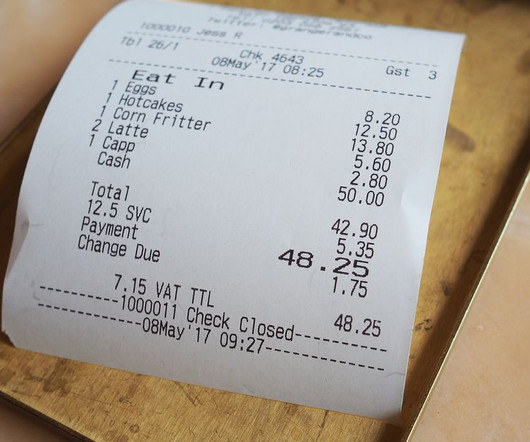 Twitter: @grangerandco
1000010 Jess R
Tbl 26/1 Chk 4643 Gst 3
08May'17 08:25
Eat In
1 Eggs 8.20
1 Hotcakes 12.50
1 Corn Fritter 13.80
2 Latte 5.60
1 Capp 2.80
Cash 50.00
Total 42.90
12.5 SVC 5.35
Payment 48.25
Change Due 1.75
7.15 VAT TTL 48.25
----------1000011 Check Closed----------
------------08May'17 09:27---------------